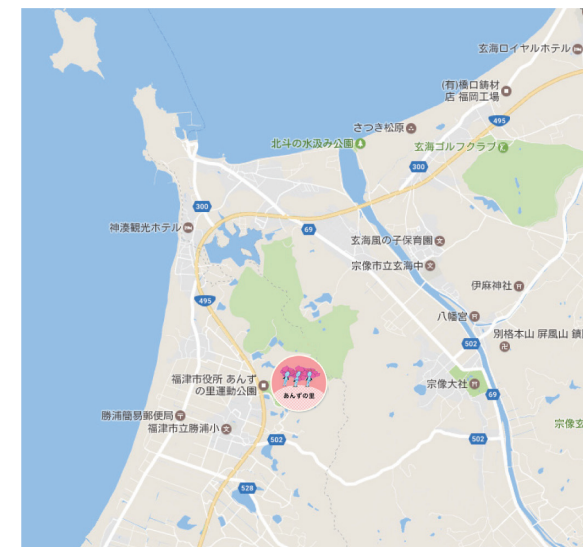 玄海ロイヤルホテル
(有)橋口鋳材
店 福岡工場
495
さつき松原
北斗の水汲み公園
玄海ゴルフクラブ
300
300
69
神湊観光ホテル
玄海風の子保育園
宗像市立玄海中
伊麻神社
495
八幡宮
502
別格本山 屏風山 鎮
福津市役所 あんず
の里運動公園
あんずの里
宗像大社
69
勝浦簡易郵便局
福津市立勝浦小
宗像玄
502
502
528